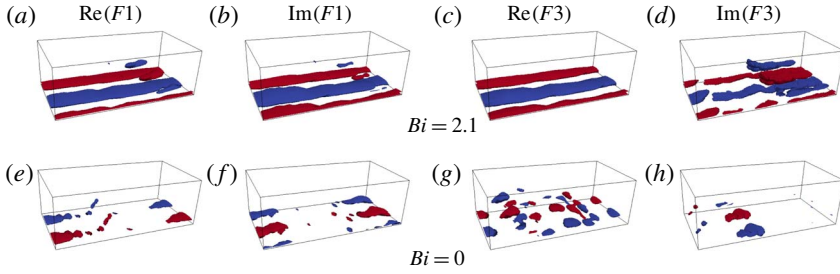 (a) Re(F1) (b) Im(F1) (c) Re(F3) (d) Im(F3)
Bi = 2.1
(e) (f) (g) (h)
Bi = 0